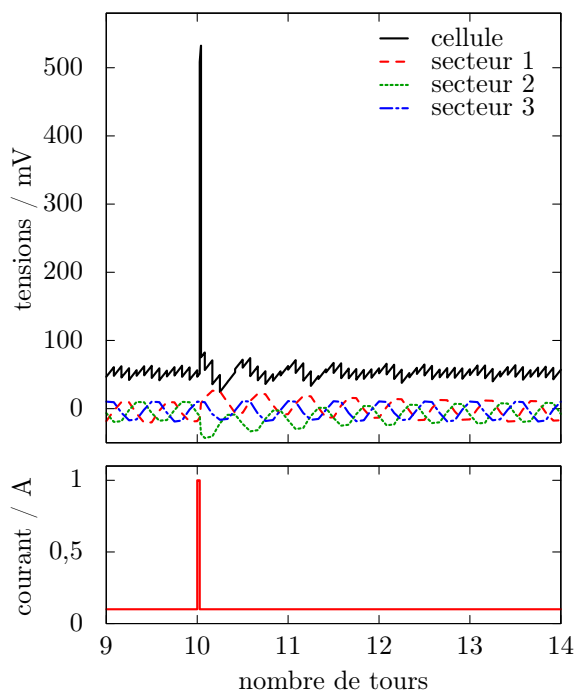 cellule
secteur 1
secteur 2
secteur 3
500
400
300
200
100
0
tensions / mV
1
0,5
0
courant / A
9 10 11 12 13 14
nombre de tours